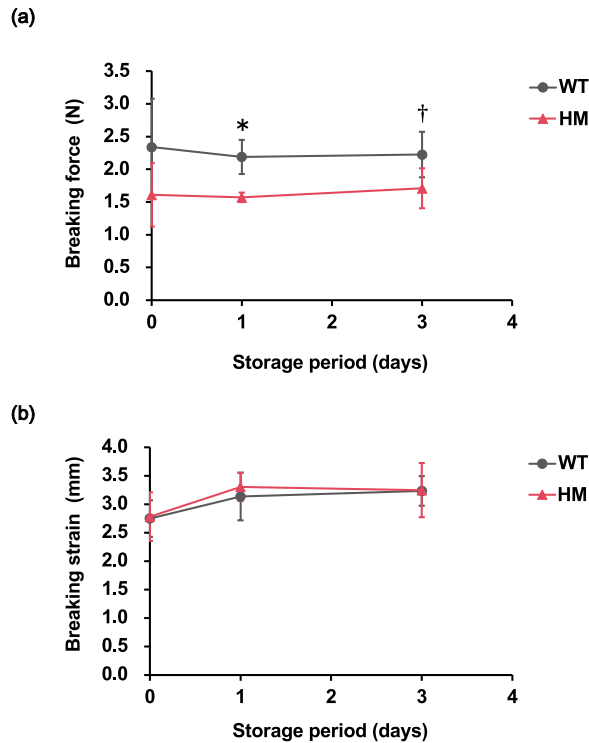 (a)
3.5
3.0
2.5
2.0
1.5
1.0
0.5
0.0
Breaking force (N)
*
†
WT
HM
0 1 2 3 4
Storage period (days)
(b)
4.0
3.5
3.0
2.5
2.0
1.5
1.0
0.5
0.0
Breaking strain (mm)
WT
HM
0 1 2 3 4
Storage period (days)